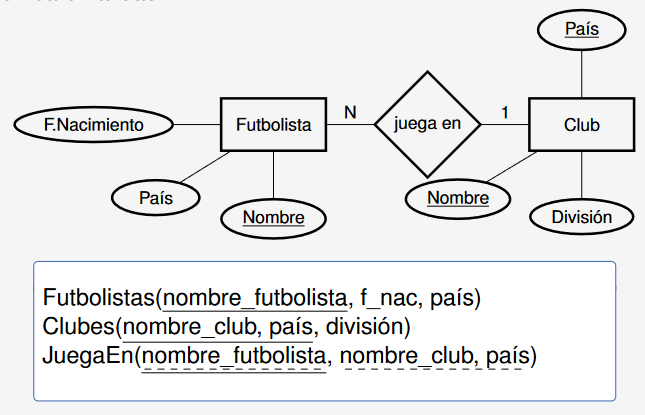 País
F.Nacimiento
Futbolista
N
juega en
1
Club
País
Nombre
Nombre
División
Futbolistas(nombre_futbolista, f_nac, país)
Clubes(nombre_club, país, división)
JuegaEn(nombre_futbolista, nombre_club, país)